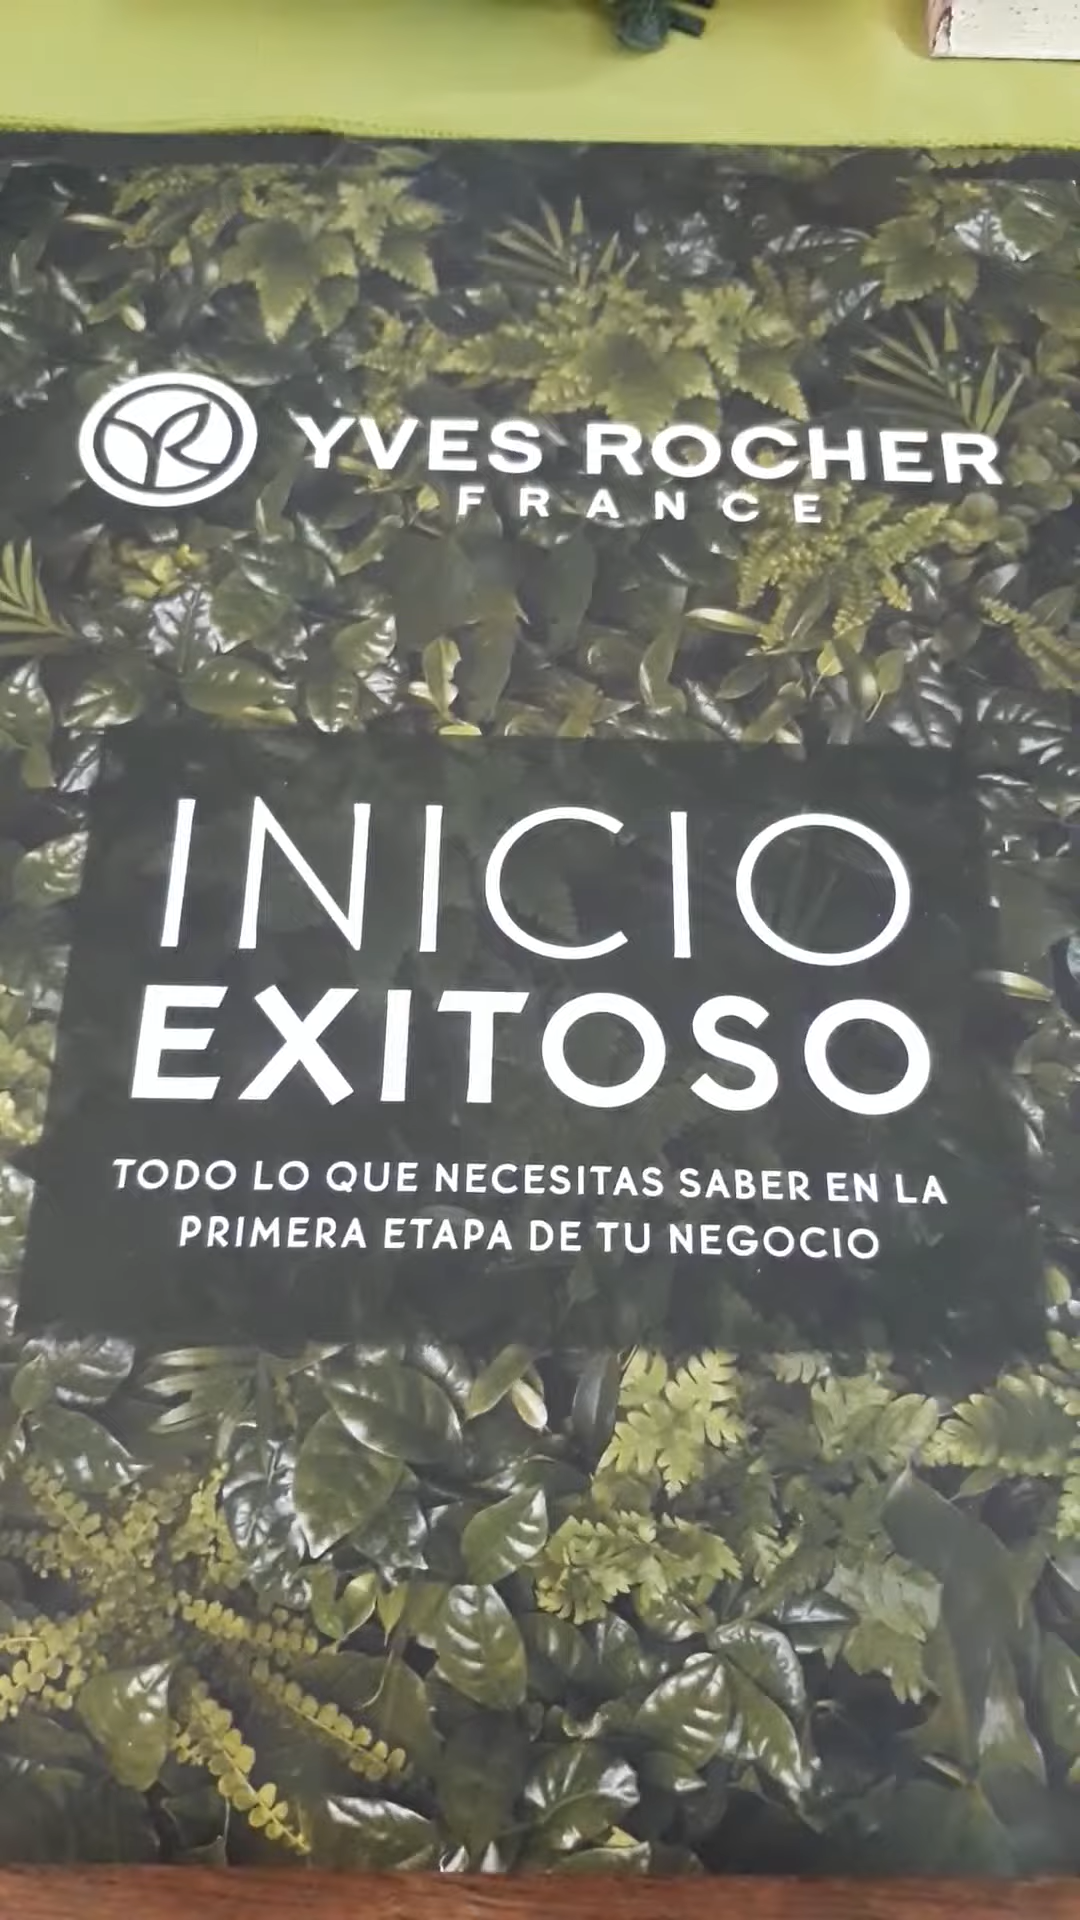 YVES ROCHER
FRANCE
INICIO
EXITOSO
TODO LO QUE NECESITAS SABER EN LA
PRIMERA ETAPA DE TU NEGOCIO